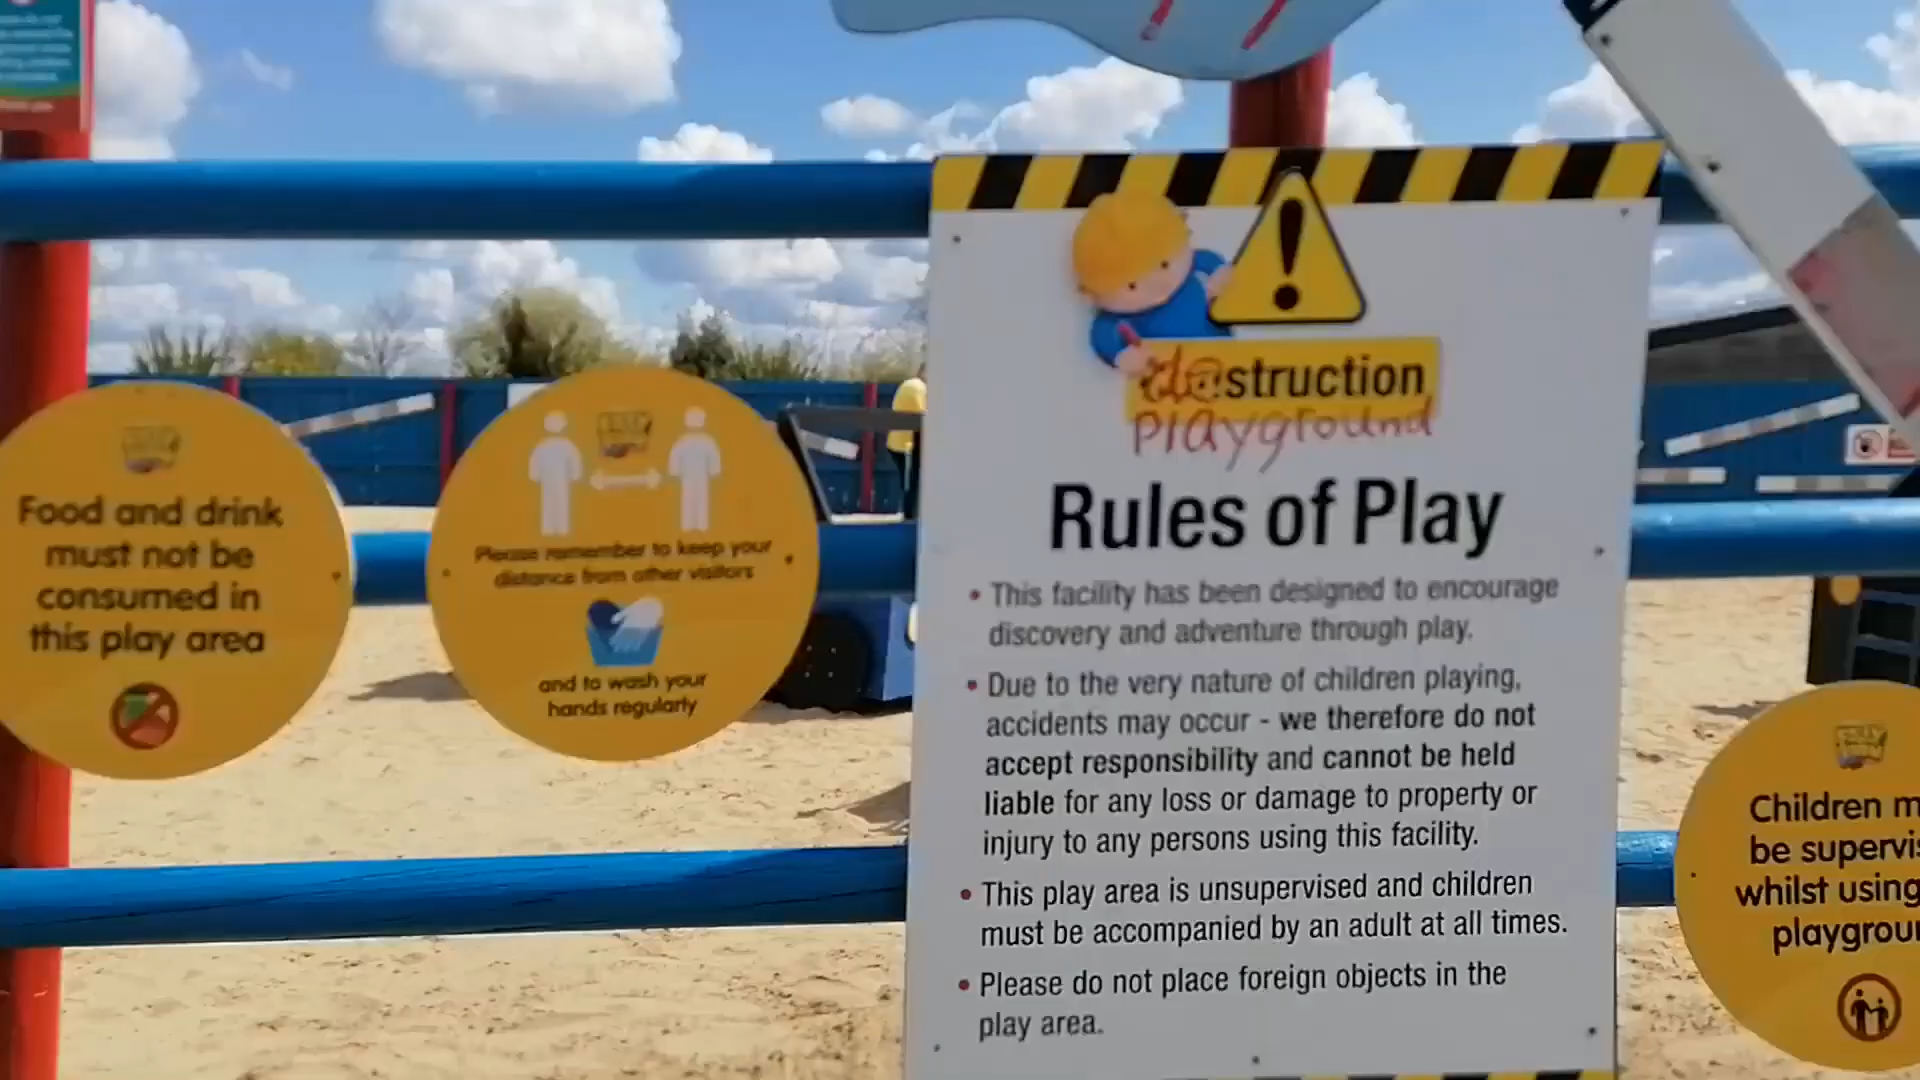 Food and drink
must not be
consumed in
this play area
Please remember to keep your
distance from other visitors
and to wash your
hands regularly
d@struction
Playground
Rules of Play
• This facility has been designed to encourage
discovery and adventure through play.
• Due to the very nature of children playing,
accidents may occur - we therefore do not
accept responsibility and cannot be held
liable for any loss or damage to property or
injury to any persons using this facility.
• This play area is unsupervised and children
must be accompanied by an adult at all times.
• Please do not place foreign objects in the
play area.
Children m
be supervis
whilst using
playgroun